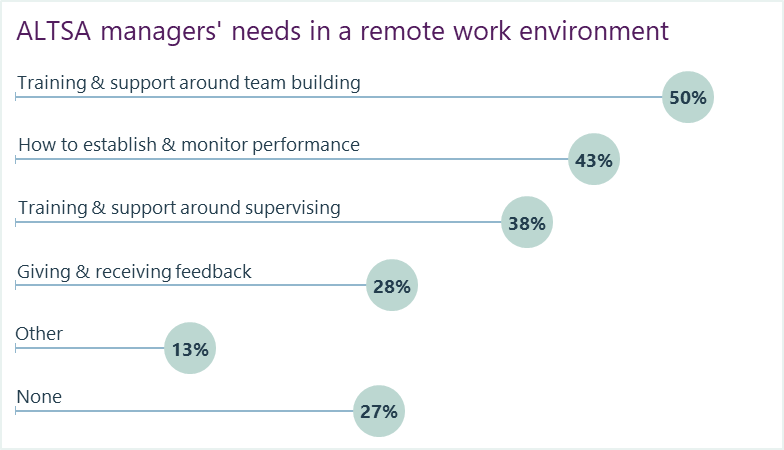 ALTSA managers' needs in a remote work environment
Training & support around team building
50%
How to establish & monitor performance
43%
Training & support around supervising
38%
Giving & receiving feedback
28%
Other
13%
None
27%